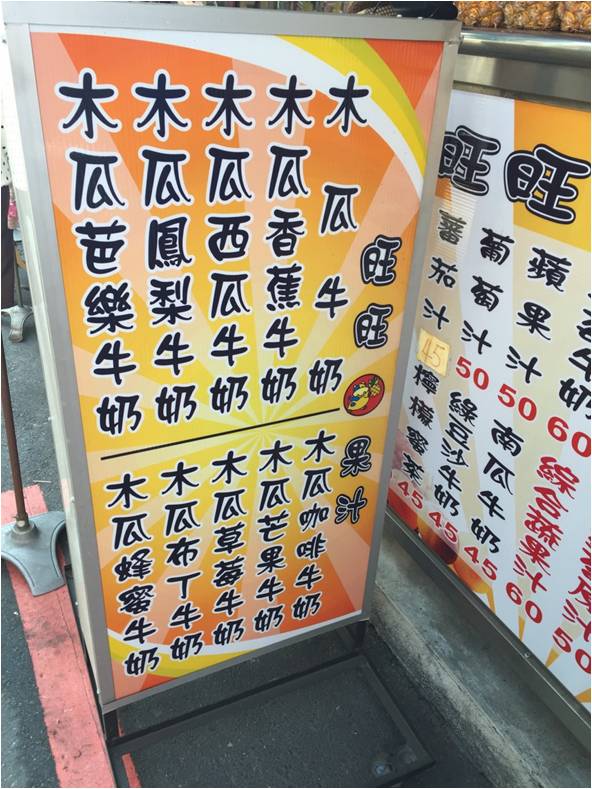 旺旺
果汁
木瓜牛奶
木瓜香蕉牛奶
木瓜西瓜牛奶
木瓜鳳梨牛奶
木瓜芭樂牛奶
木瓜咖啡牛奶
木瓜芒果牛奶
木瓜草莓牛奶
木瓜布丁牛奶
木瓜蜂蜜牛奶
旺旺
蘋果汁 60
葡萄汁 50
蕃茄汁 50
45
綜合蔬果汁 50
南瓜牛奶 60
綠豆沙牛奶 45
檸檬蜜茶 45
45
45